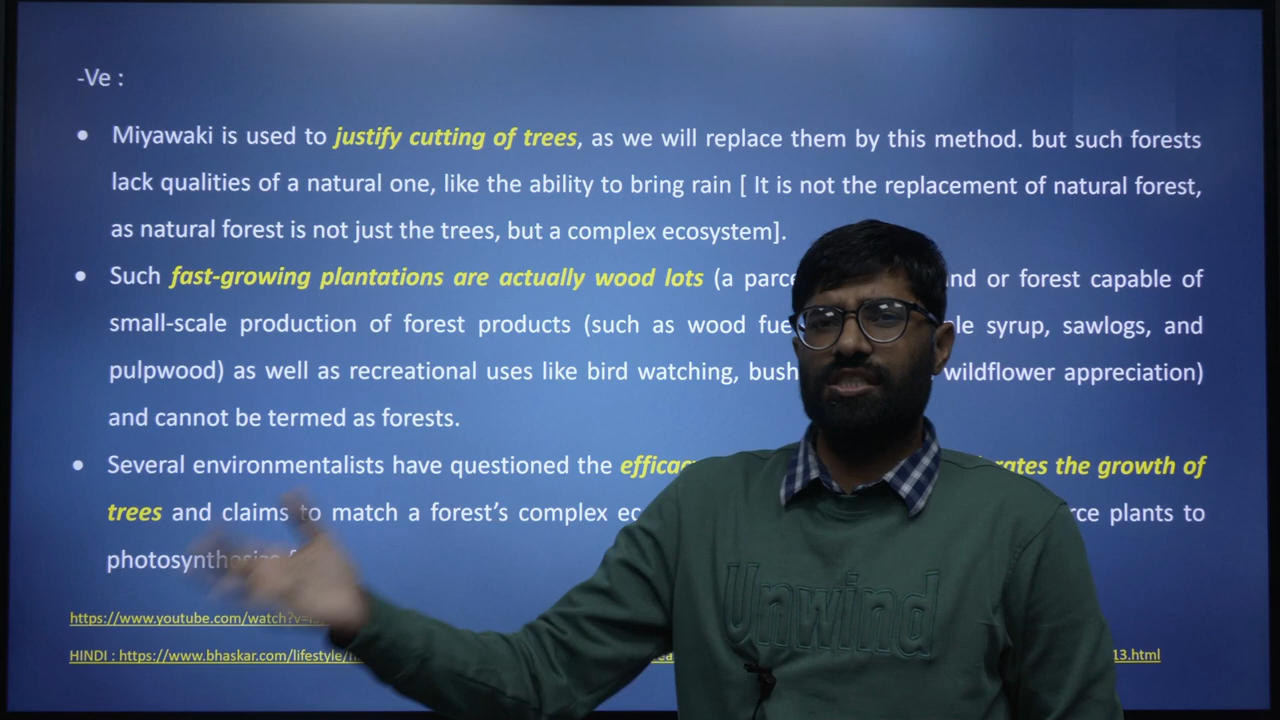 -Ve :
• Miyawaki is used to justify cutting of trees, as we will replace them by this method. but such forests
lack qualities of a natural one, like the ability to bring rain [ It is not the replacement of natural forest,
as natural forest is not just the trees, but a complex ecosystem].
• Such fast-growing plantations are actually wood lots (a parce nd or forest capable of
small-scale production of forest products (such as wood fue le syrup, sawlogs, and
pulpwood) as well as recreational uses like bird watching, bush wildflower appreciation)
and cannot be termed as forests.
• Several environmentalists have questioned the efficac rates the growth of
trees and claims to match a forest's complex ec rce plants to
photosynthesize
https://www.youtube.com/watch?v=
HINDI : https://www.bhaskar.com/lifestyle/ 13.html
Unwind